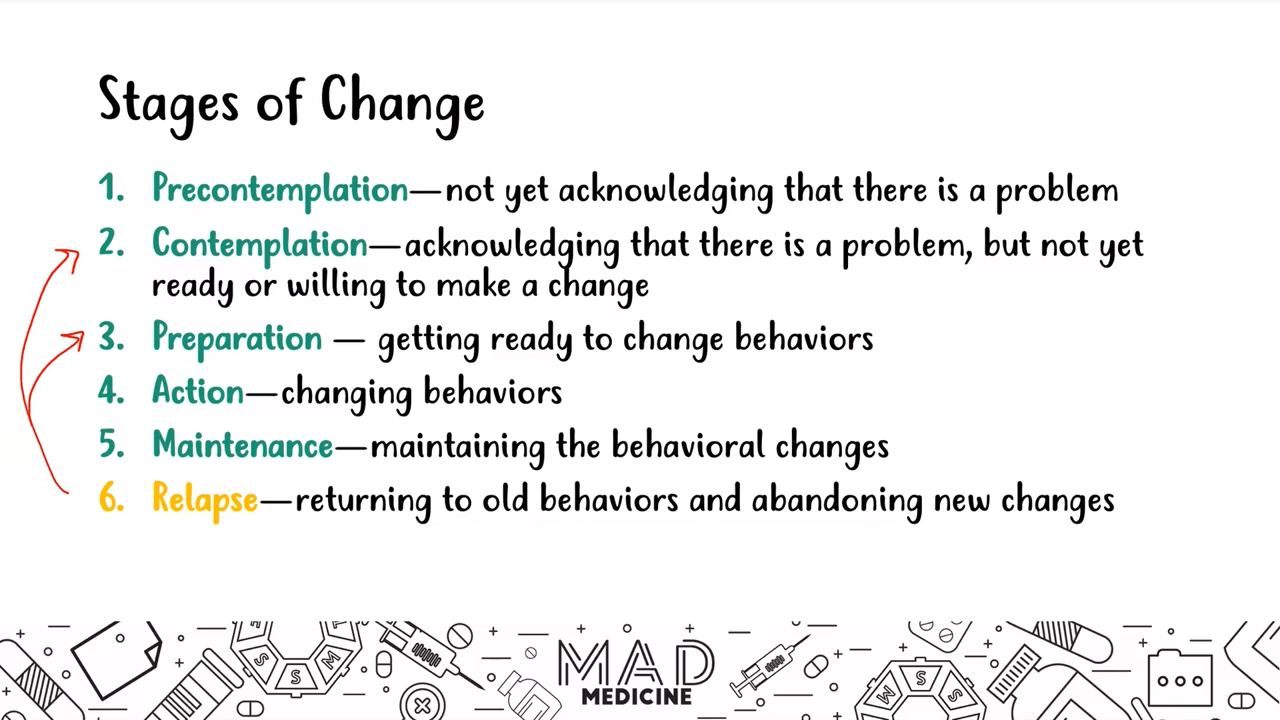 Stages of Change
1. Precontemplation—not yet acknowledging that there is a problem
2. Contemplation—acknowledging that there is a problem, but not yet
ready or willing to make a change
3. Preparation — getting ready to change behaviors
4. Action—changing behaviors
5. Maintenance—maintaining the behavioral changes
6. Relapse—returning to old behaviors and abandoning new changes
S S M
MAD
MEDICINE
M S S